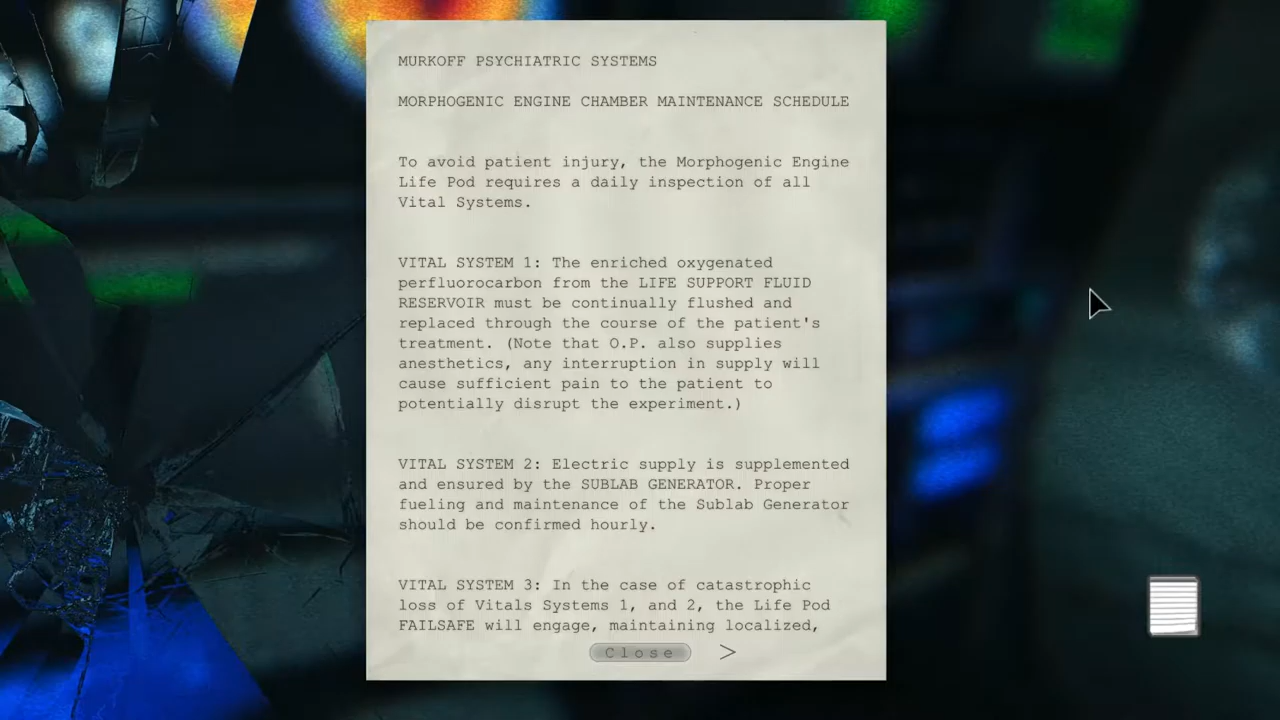 MURKOFF PSYCHIATRIC SYSTEMS
MORPHOGENIC ENGINE CHAMBER MAINTENANCE SCHEDULE
To avoid patient injury, the Morphogenic Engine
Life Pod requires a daily inspection of all
Vital Systems.
VITAL SYSTEM 1: The enriched oxygenated
perfluorocarbon from the LIFE SUPPORT FLUID
RESERVOIR must be continually flushed and
replaced through the course of the patient's
treatment. (Note that O.P. also supplies
anesthetics, any interruption in supply will
cause sufficient pain to the patient to
potentially disrupt the experiment.)
VITAL SYSTEM 2: Electric supply is supplemented
and ensured by the SUBLAB GENERATOR. Proper
fueling and maintenance of the Sublab Generator
should be confirmed hourly.
VITAL SYSTEM 3: In the case of catastrophic
loss of Vitals Systems 1, and 2, the Life Pod
FAILSAFE will engage, maintaining localized,
Close >